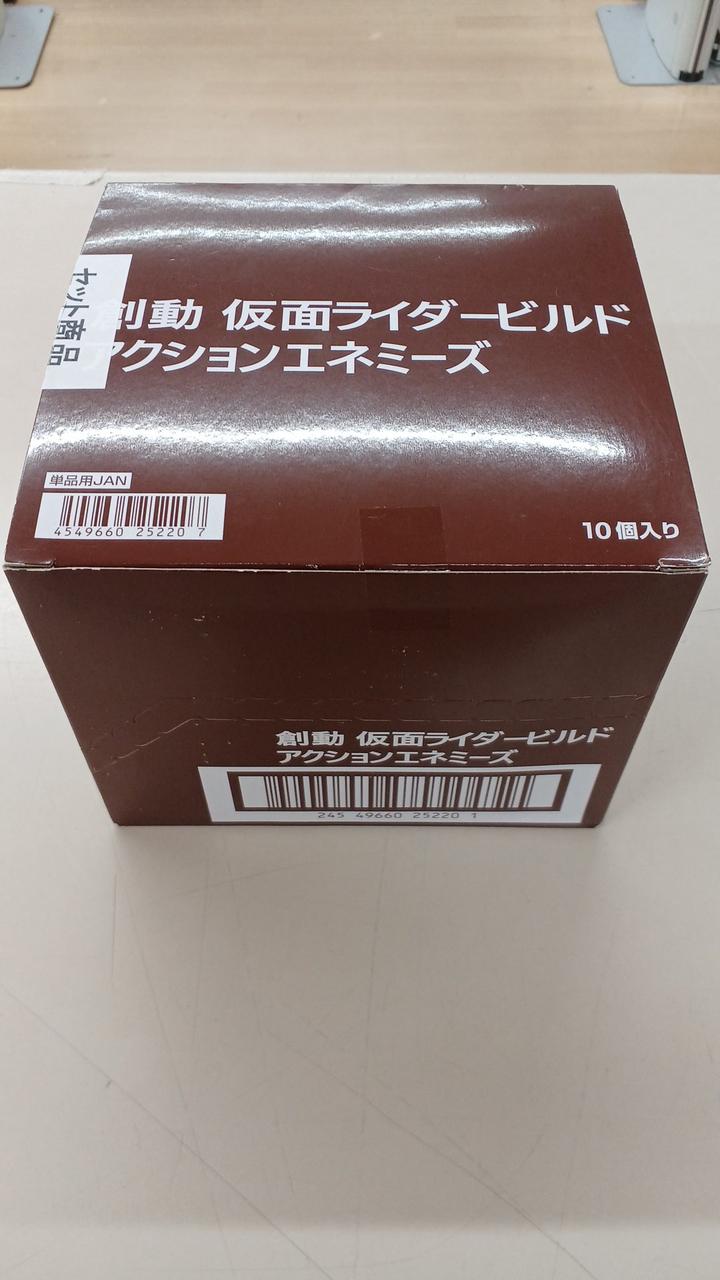 セット商品
創動 仮面ライダービルド
アクションエネミーズ
単品用JAN
4549660 25220 7
10個入り
創動 仮面ライダービルド
アクションエネミーズ
245 49660 25220 1